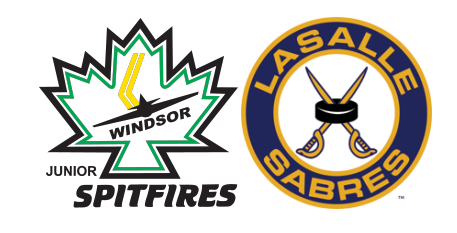 WINDSOR
JUNIOR
SPITFIRES
LASALLE
SABRES
™